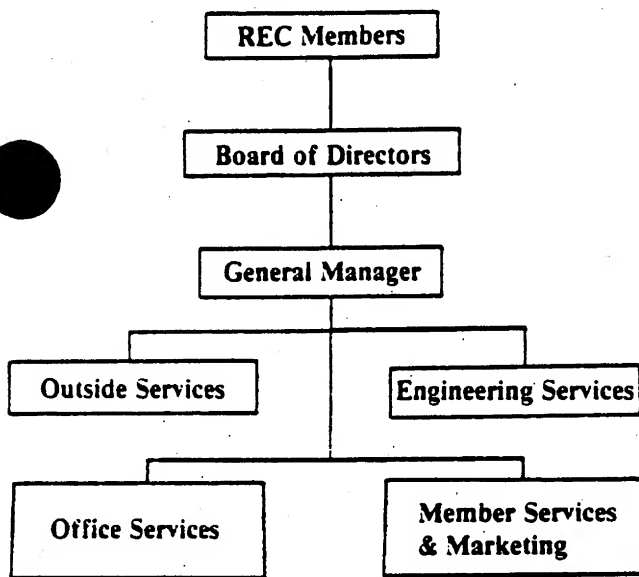 REC Members
Board of Directors
General Manager
Outside Services
Engineering Services
Office Services
Member Services
& Marketing